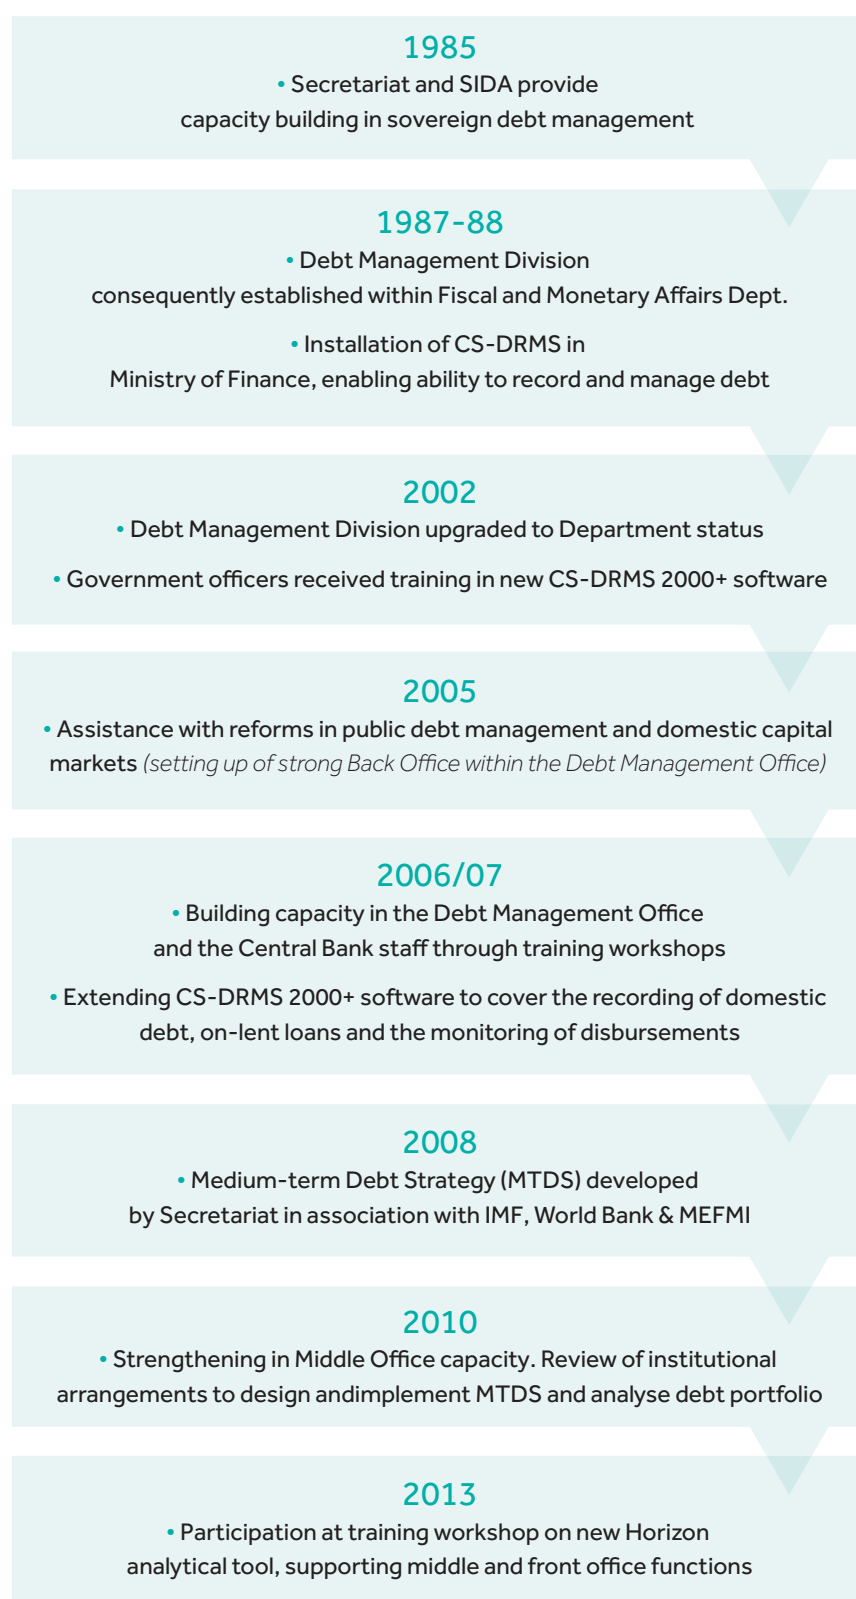 1985
• Secretariat and SIDA provide
capacity building in sovereign debt management
1987-88
• Debt Management Division
consequently established within Fiscal and Monetary Affairs Dept.
• Installation of CS-DRMS in
Ministry of Finance, enabling ability to record and manage debt
2002
• Debt Management Division upgraded to Department status
• Government officers received training in new CS-DRMS 2000+ software
2005
• Assistance with reforms in public debt management and domestic capital
markets (setting up of strong Back Office within the Debt Management Office)
2006/07
• Building capacity in the Debt Management Office
and the Central Bank staff through training workshops
• Extending CS-DRMS 2000+ software to cover the recording of domestic
debt, on-lent loans and the monitoring of disbursements
2008
• Medium-term Debt Strategy (MTDS) developed
by Secretariat in association with IMF, World Bank & MEFMI
2010
• Strengthening in Middle Office capacity. Review of institutional
arrangements to design andimplement MTDS and analyse debt portfolio
2013
• Participation at training workshop on new Horizon
analytical tool, supporting middle and front office functions